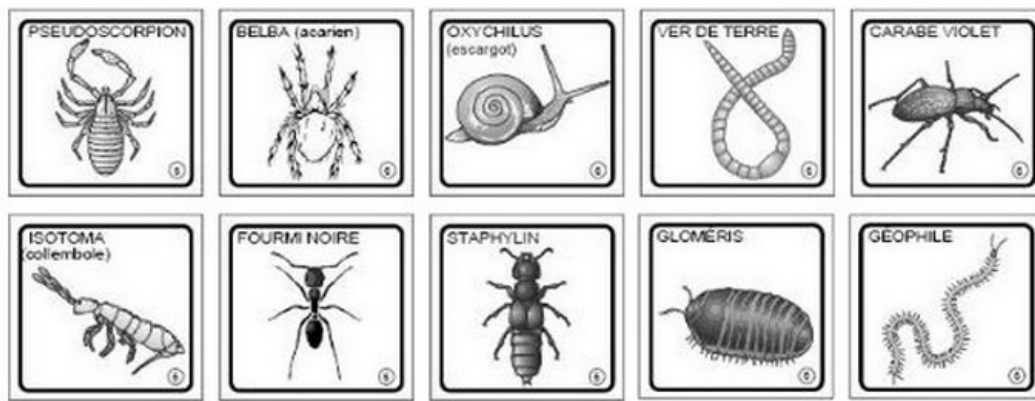 PSEUDOSCORPION
BELBA (acarien)
OXYCHILUS
(escargot)
VER DE TERRE
CARABE VIOLET
ISOTOMA
(collembole)
FOURMI NOIRE
STAPHYLIN
GLOMÉRIS
GÉOPHILE